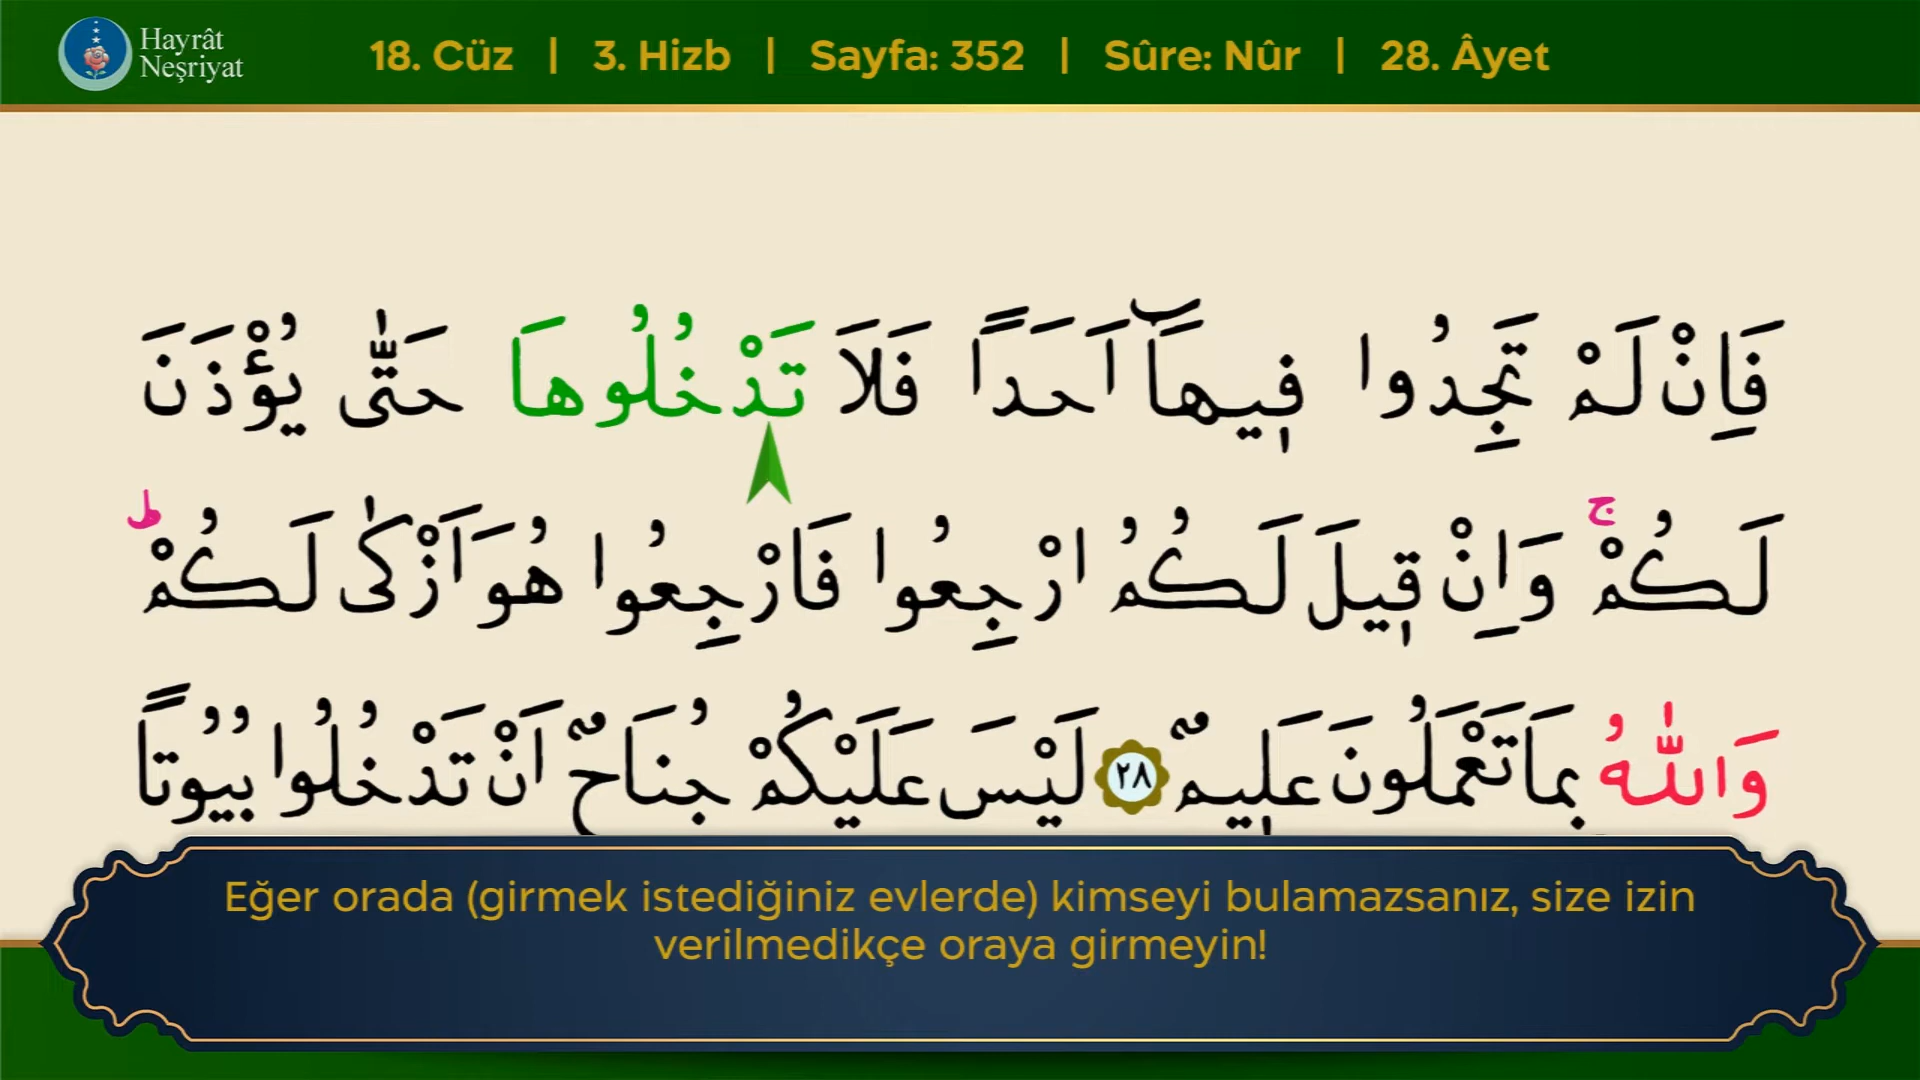 Hayrât
Neşriyat
18. Cüz | 3. Hizb | Sayfa: 352 | Sûre: Nûr | 28. Âyet
فَاِنْ لَمْ تَجِدُوا ف۪يهَٓا اَحَدًا فَلَا تَدْخُلُوهَا حَتّٰى يُؤْذَنَ
لَكُمْۚ وَاِنْ ق۪يلَ لَكُمُ ارْجِعُوا فَارْجِعُوا هُوَ اَزْكٰى لَكُمْۜ
وَاللّٰهُ بِمَا تَعْمَلُونَ عَل۪يمٌ ٢٨ لَيْسَ عَلَيْكُمْ جُنَاحٌ اَنْ تَدْخُلُوا بُيُوتًا
Eğer orada (girmek istediğiniz evlerde) kimseyi bulamazsanız, size izin
verilmedikçe oraya girmeyin!